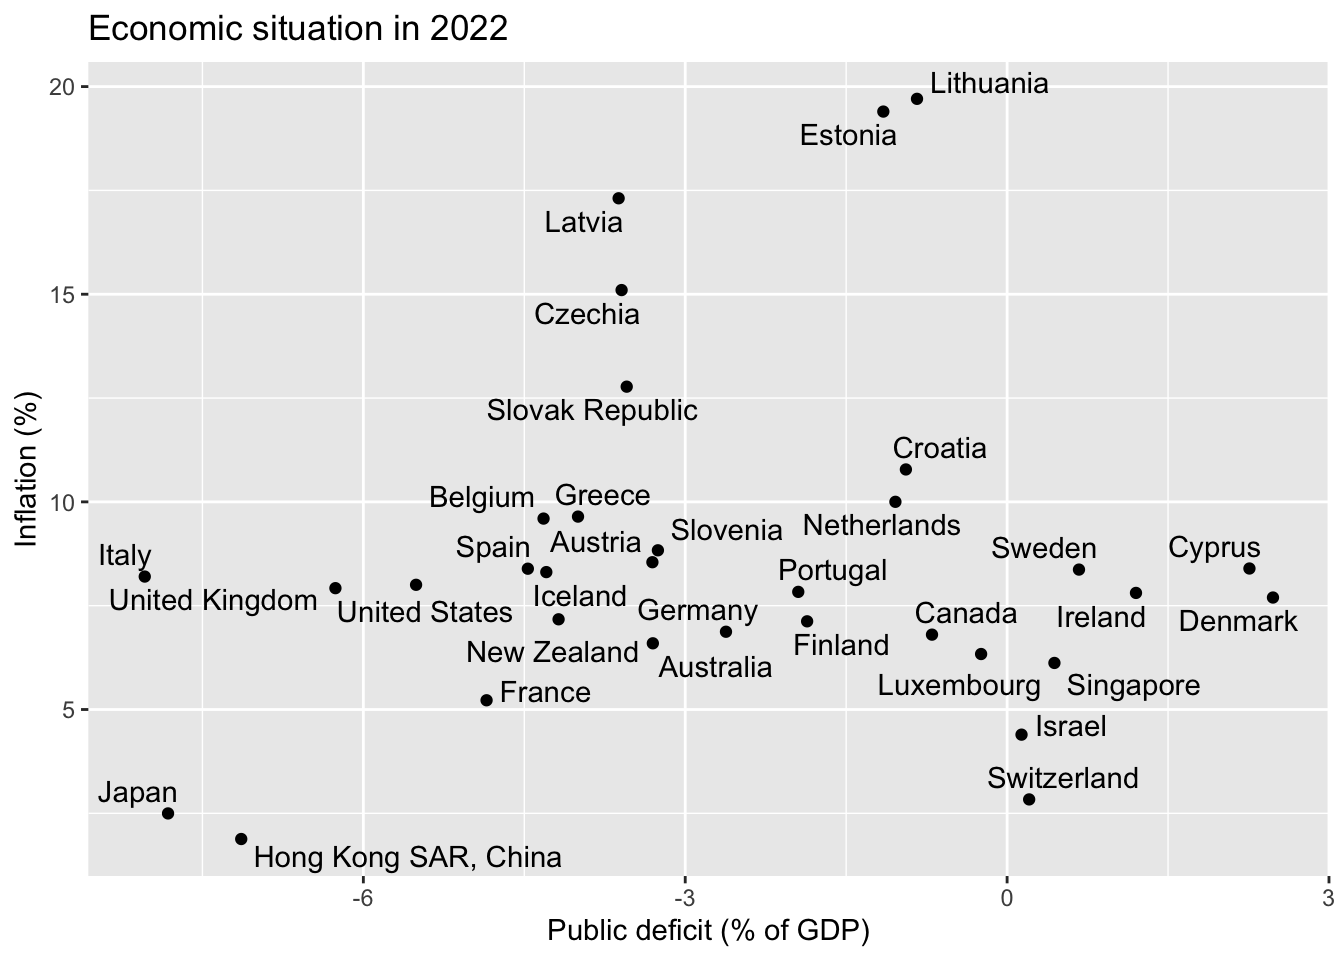 Economic situation in 2022
20
Lithuania
Estonia
Latvia
15
Czechia
Slovak Republic
Inflation (%)
Croatia
10
Belgium
Greece
Netherlands
Slovenia
Austria
Spain
Sweden
Cyprus
Italy
Portugal
United Kingdom
United States
Iceland
Germany
Canada
Ireland
Denmark
Finland
New Zealand
Australia
France
Luxembourg
Singapore
5
Israel
Switzerland
Japan
Hong Kong SAR, China
-6
-3
0
3
Public deficit (% of GDP)